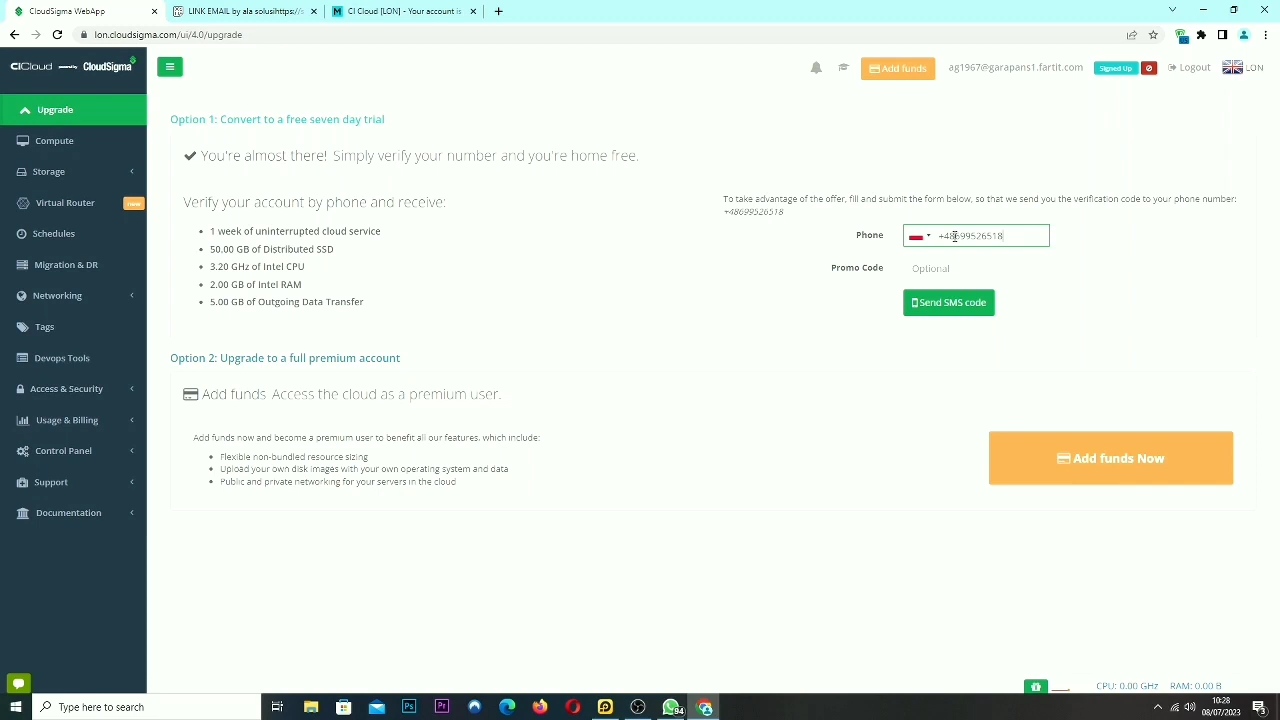 CloudSigma WebApp
LINK EMAIL by alp solusihttps://
CI Cloud [LON] - Your account is
lon.cloudsigma.com/ui/4.0/upgrade
CICloud
CloudSigma
Add funds
ag1967@garapans1.fartit.com
Signed Up
Logout
LON
Upgrade
Compute
Storage
Virtual Router
new
Schedules
Migration & DR
Networking
Tags
Devops Tools
Access & Security
Usage & Billing
Control Panel
Support
Documentation
Option 1: Convert to a free seven day trial
You're almost there! Simply verify your number and you're home free.
Verify your account by phone and receive:
1 week of uninterrupted cloud service
50.00 GB of Distributed SSD
3.20 GHz of Intel CPU
2.00 GB of Intel RAM
5.00 GB of Outgoing Data Transfer
To take advantage of the offer, fill and submit the form below, so that we send you the verification code to your phone number:
+48699526518
Phone
+48699526518
Promo Code
Optional
Send SMS code
Option 2: Upgrade to a full premium account
Add funds Access the cloud as a premium user.
Add funds now and become a premium user to benefit all our features, which include:
Flexible non-bundled resource sizing
Upload your own disk images with your own operating system and data
Public and private networking for your servers in the cloud
Add funds Now
CPU: 0.00 GHz
RAM: 0.00 B
Type here to search
Ps
Pr
84
10:28
08/07/2023